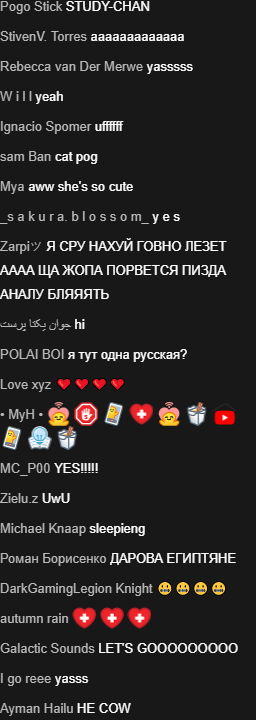 Pogo Stick STUDY-CHAN
StivenV. Torres aaaaaaaaaaaaa
Rebecca van Der Merwe yasssss
W i l l yeah
Ignacio Spomer uffffff
sam Ban cat pog
Mya aww she's so cute
_s a k u r a. b l o s s o m_ y e s
Zarpiツ Я СРУ НАХУЙ ГОВНО ЛЕЗЕТ
АААА ЩА ЖОПА ПОРВЕТСЯ ПИЗДА
АНАЛУ БЛЯЯЯТЬ
جوان یکتا پرست hi
POLAI BOI я тут одна русская?
Love xyz ❤❤❤❤
• MyH •
MC_P00 YES!!!!!
Zielu.z UwU
Michael Knaap sleepieng
Роман Борисенко ДАРОВА ЕГИПТЯНЕ
DarkGamingLegion Knight 😬😬😬😬
autumn rain
Galactic Sounds LET'S GOOOOOOOOO
I go reee yasss
Ayman Hailu HE COW